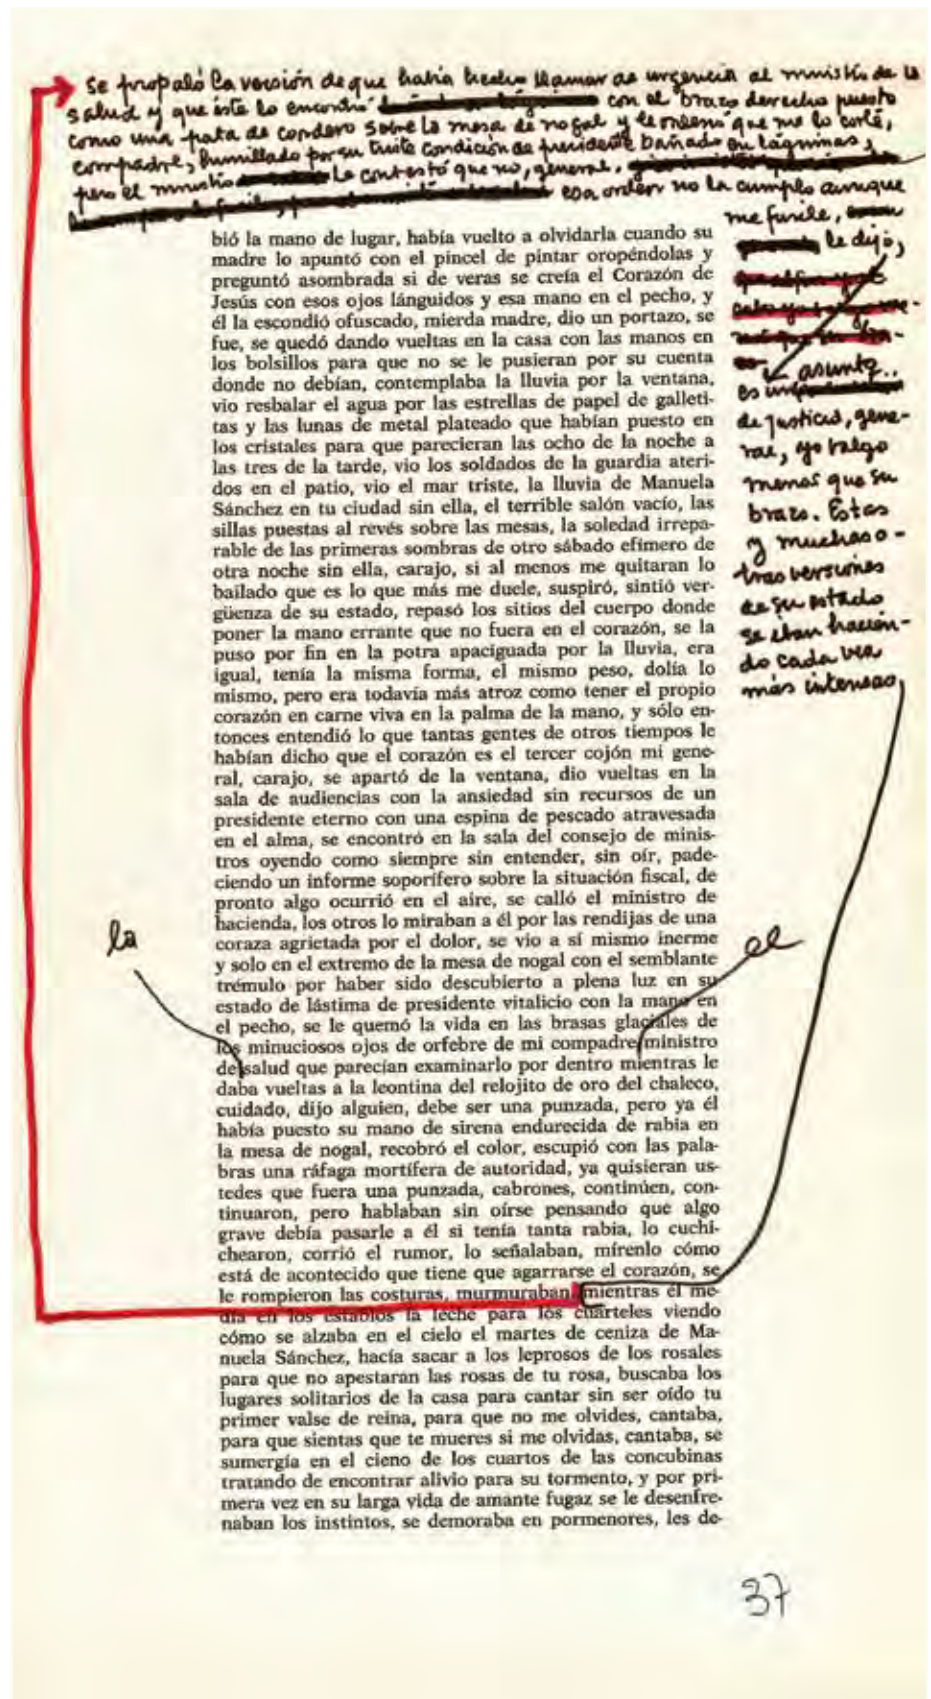 se propaló la versión de que había hecho llamar de urgencia al ministro de la
salud y que éste lo encontró con el brazo derecho puesto
como una pata de cordero sobre la mesa de nogal y le ordenó que me lo corte,
compadre, humillado por su triste condición de presidente bañado en lágrimas,
pero el ministro le contestó que no, general, esa orden no la cumplo aunque
me fusile,
le dijo,
es un asunto
de justicia, gene-
ral, yo valgo
menos que su
brazo. Estas
y muchas o-
tras versiones
de su estado
se iban hacien-
do cada vez
más intensas,
bió la mano de lugar, había vuelto a olvidarla cuando su
madre lo apuntó con el pincel de pintar oropéndolas y
preguntó asombrada si de veras se creía el Corazón de
Jesús con esos ojos lánguidos y esa mano en el pecho, y
él la escondió ofuscado, mierda madre, dio un portazo, se
fue, se quedó dando vueltas en la casa con las manos en
los bolsillos para que no se le pusieran por su cuenta
donde no debían, contemplaba la lluvia por la ventana,
vio resbalar el agua por las estrellas de papel de galleti-
tas y las lunas de metal plateado que habían puesto en
los cristales para que parecieran las ocho de la noche a
las tres de la tarde, vio los soldados de la guardia ateri-
dos en el patio, vio el mar triste, la lluvia de Manuela
Sánchez en tu ciudad sin ella, el terrible salón vacío, las
sillas puestas al revés sobre las mesas, la soledad irrepa-
rable de las primeras sombras de otro sábado efímero de
otra noche sin ella, carajo, si al menos me quitaran lo
bailado que es lo que más me duele, suspiró, sintió ver-
güenza de su estado, repasó los sitios del cuerpo donde
poner la mano errante que no fuera en el corazón, se la
puso por fin en la potra apaciguada por la lluvia, era
igual, tenía la misma forma, el mismo peso, dolía lo
mismo, pero era todavía más atroz como tener el propio
corazón en carne viva en la palma de la mano, y sólo en-
tonces entendió lo que tantas gentes de otros tiempos le
habían dicho que el corazón es el tercer cojón mi gene-
ral, carajo, se apartó de la ventana, dio vueltas en la
sala de audiencias con la ansiedad sin recursos de un
presidente eterno con una espina de pescado atravesada
en el alma, se encontró en la sala del consejo de minis-
tros oyendo como siempre sin entender, sin oír, pade-
ciendo un informe soporífero sobre la situación fiscal, de
pronto algo ocurrió en el aire, se calló el ministro de
hacienda, los otros lo miraban a él por las rendijas de una
coraza agrietada por el dolor, se vio a sí mismo inerme
y solo en el extremo de la mesa de nogal con el semblante
trémulo por haber sido descubierto a plena luz en su
estado de lástima de presidente vitalicio con la mano en
el pecho, se le quemó la vida en las brasas glaciales de
los minuciosos ojos de orfebre de mi compadre ministro
el
de salud que parecían examinarlo por dentro mientras le
la
daba vueltas a la leontina del relojito de oro del chaleco,
cuidado, dijo alguien, debe ser una punzada, pero ya él
había puesto su mano de sirena endurecida de rabia en
la mesa de nogal, recobró el color, escupió con las pala-
bras una ráfaga mortífera de autoridad, ya quisieran us-
tedes que fuera una punzada, cabrones, continúen, con-
tinuaron, pero hablaban sin oírse pensando que algo
grave debía pasarle a él si tenía tanta rabia, lo cuchi-
chearon, corrió el rumor, lo señalaban, mírenlo cómo
está de acontecido que tiene que agarrarse el corazón, se
le rompieron las costuras, murmuraban, mientras él me-
día en los establos la leche para los cuarteles viendo
cómo se alzaba en el cielo el martes de ceniza de Ma-
nuela Sánchez, hacía sacar a los leprosos de los rosales
para que no apestaran las rosas de tu rosa, buscaba los
lugares solitarios de la casa para cantar sin ser oído tu
primer valse de reina, para que no me olvides, cantaba,
para que sientas que te mueres si me olvidas, cantaba, se
sumergía en el cieno de los cuartos de las concubinas
tratando de encontrar alivio para su tormento, y por pri-
mera vez en su larga vida de amante fugaz se le desenfre-
naban los instintos, se demoraba en pormenores, les de-
37